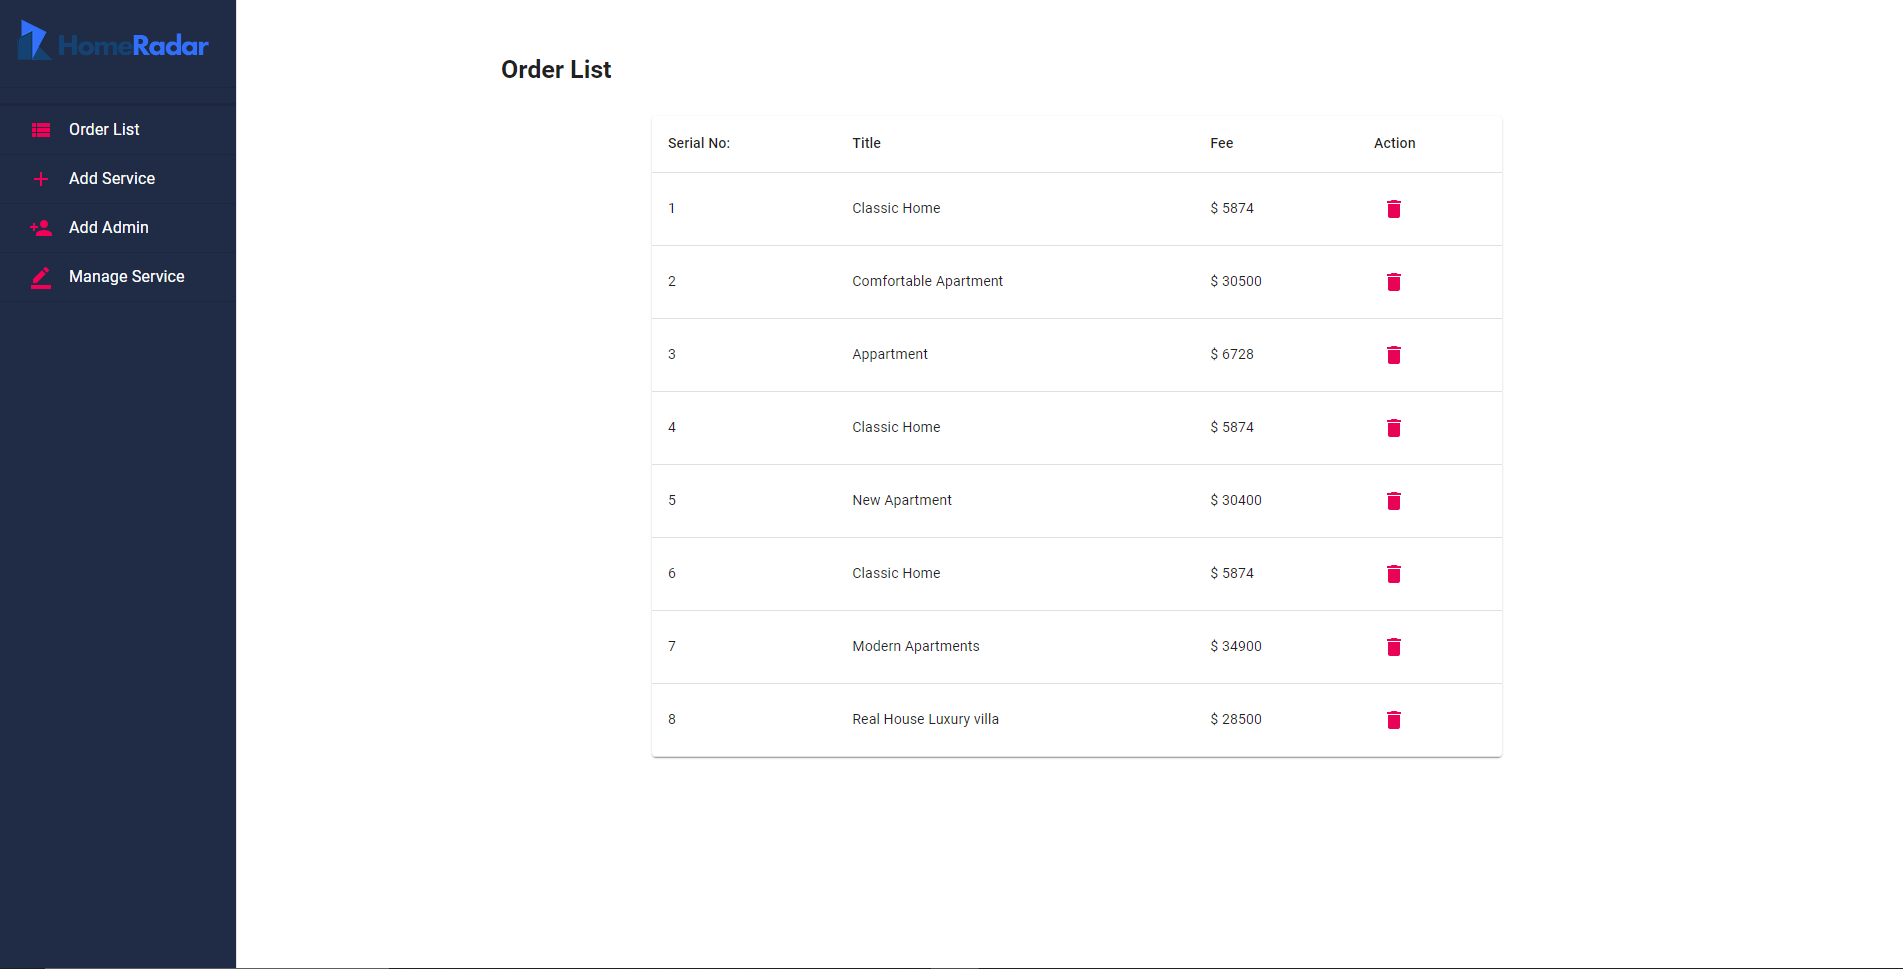 HomeRadar
Order List
Add Service
Add Admin
Manage Service
Order List
Serial No: Title Fee Action
1 Classic Home $ 5874
2 Comfortable Apartment $ 30500
3 Appartment $ 6728
4 Classic Home $ 5874
5 New Apartment $ 30400
6 Classic Home $ 5874
7 Modern Apartments $ 34900
8 Real House Luxury villa $ 28500